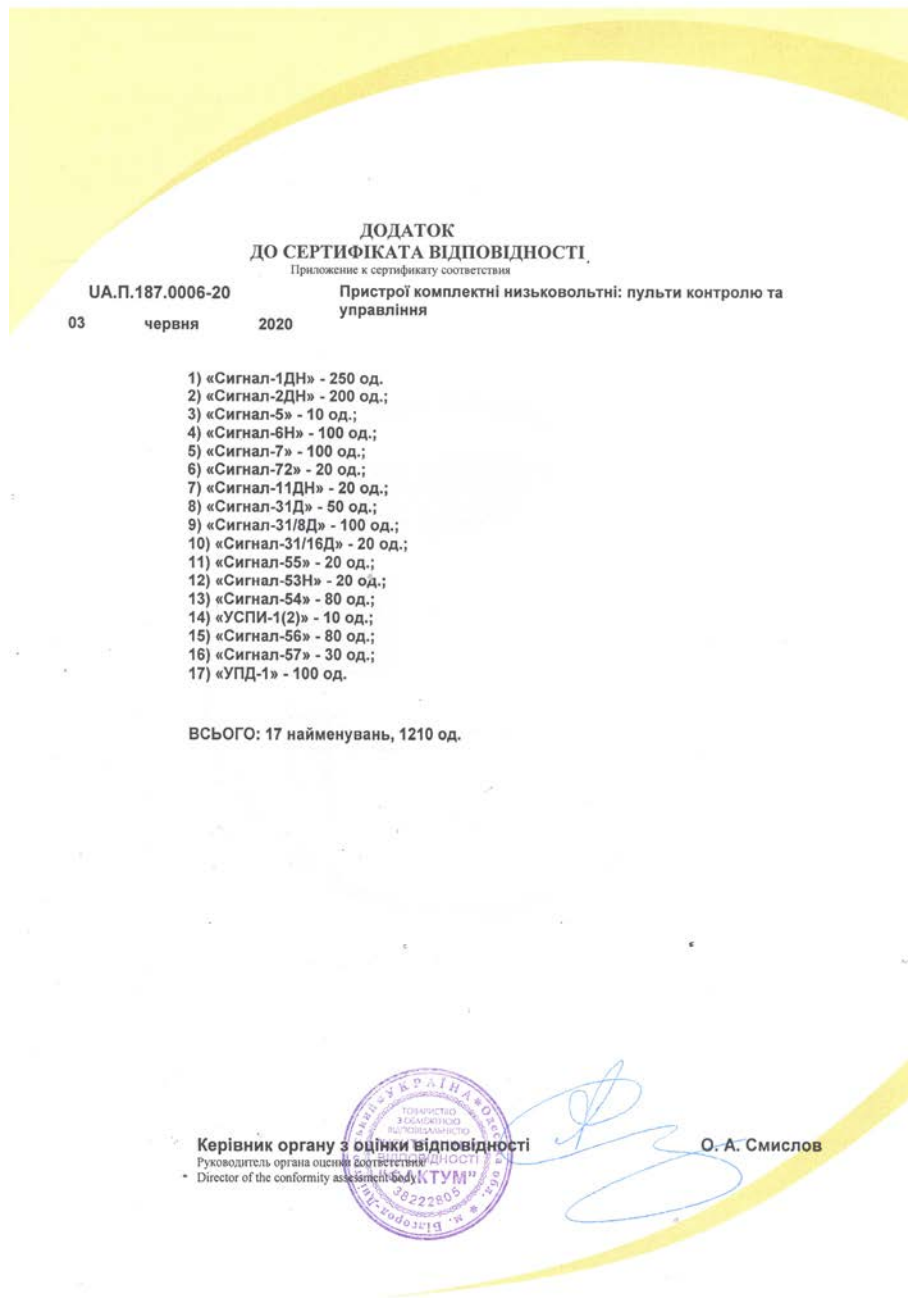 ДОДАТОК
ДО СЕРТИФІКАТА ВІДПОВІДНОСТІ
Приложение к сертификату соответствия
UA.П.187.0006-20
Пристрої комплектні низьковольтні: пульти контролю та
управління
03 червня 2020
1) «Сигнал-1ДН» - 250 од.
2) «Сигнал-2ДН» - 200 од.;
3) «Сигнал-5» - 10 од.;
4) «Сигнал-6Н» - 100 од.;
5) «Сигнал-7» - 100 од.;
6) «Сигнал-72» - 20 од.;
7) «Сигнал-11ДН» - 20 од.;
8) «Сигнал-31Д» - 50 од.;
9) «Сигнал-31/8Д» - 100 од.;
10) «Сигнал-31/16Д» - 20 од.;
11) «Сигнал-55» - 20 од.;
12) «Сигнал-53Н» - 20 од.;
13) «Сигнал-54» - 80 од.;
14) «УСПИ-1(2)» - 10 од.;
15) «Сигнал-56» - 80 од.;
16) «Сигнал-57» - 30 од.;
17) «УПД-1» - 100 од.
ВСЬОГО: 17 найменувань, 1210 од.
Керівник органу з оцінки відповідності
О. А. Смислов
Руководитель органа оценки соответствия
Director of the conformity assessment body
УКРАЇНА
ТОВАРИСТВО
З ОБМЕЖЕНОЮ
ВІДПОВІДАЛЬНІСТЮ
ВІДПОВІДНОСТІ
38222805